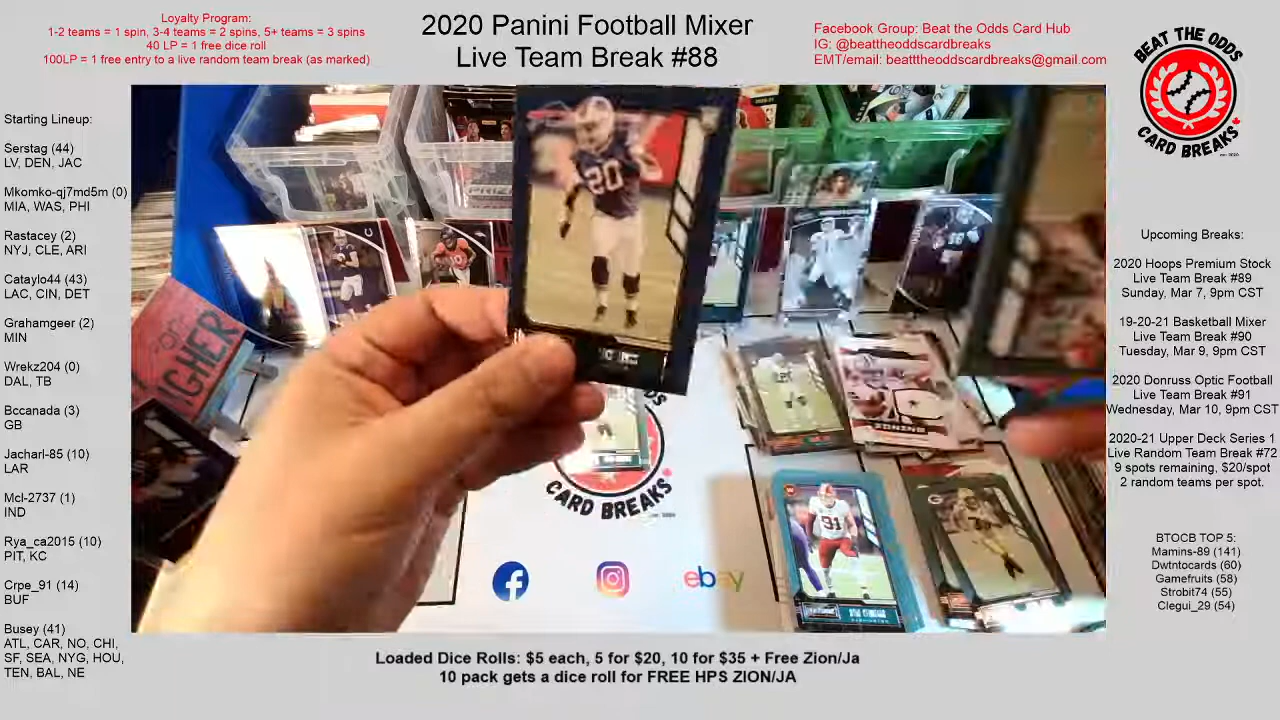 Loyalty Program:
1-2 teams = 1 spin, 3-4 teams = 2 spins, 5+ teams = 3 spins
40 LP = 1 free dice roll
100LP = 1 free entry to a live random team break (as marked)
2020 Panini Football Mixer
Live Team Break #88
Facebook Group: Beat the Odds Card Hub
IG: @beattheoddscardbreaks
EMT/email: beatttheoddscardbreaks@gmail.com
BEAT THE ODDS
CARD BREAKS
Starting Lineup:
Serstag (44)
LV, DEN, JAC
Mkomko-qj7md5m (0)
MIA, WAS, PHI
Rastacey (2)
NYJ, CLE, ARI
Cataylo44 (43)
LAC, CIN, DET
Grahamgeer (2)
MIN
Wrekz204 (0)
DAL, TB
Bccanada (3)
GB
Jacharl-65 (10)
LAR
Mcl-2737 (1)
IND
Rya_ca2015 (10)
PIT, KC
Crpe_91 (14)
BUF
Busey (41)
ATL, CAR, NO, CHI,
SF, SEA, NYG, HOU,
TEN, BAL, NE
20
HIGHER
91
CARD BREAKS
ebay
Upcoming Breaks:
2020 Hoops Premium Stock
Live Team Break #89
Sunday, Mar 7, 9pm CST
19-20-21 Basketball Mixer
Live Team Break #90
Tuesday, Mar 9, 9pm CST
2020 Donruss Optic Football
Live Team Break #91
Wednesday, Mar 10, 9pm CST
2020-21 Upper Deck Series 1
Live Random Team Break #72
9 spots remaining, $20/spot
2 random teams per spot.
BTOCB TOP 5:
Mamins-89 (141)
Dwtntocards (60)
Gamefruits (58)
Strobit74 (55)
Clegui_29 (54)
Loaded Dice Rolls: $5 each, 5 for $20, 10 for $35 + Free Zion/Ja
10 pack gets a dice roll for FREE HPS ZION/JA